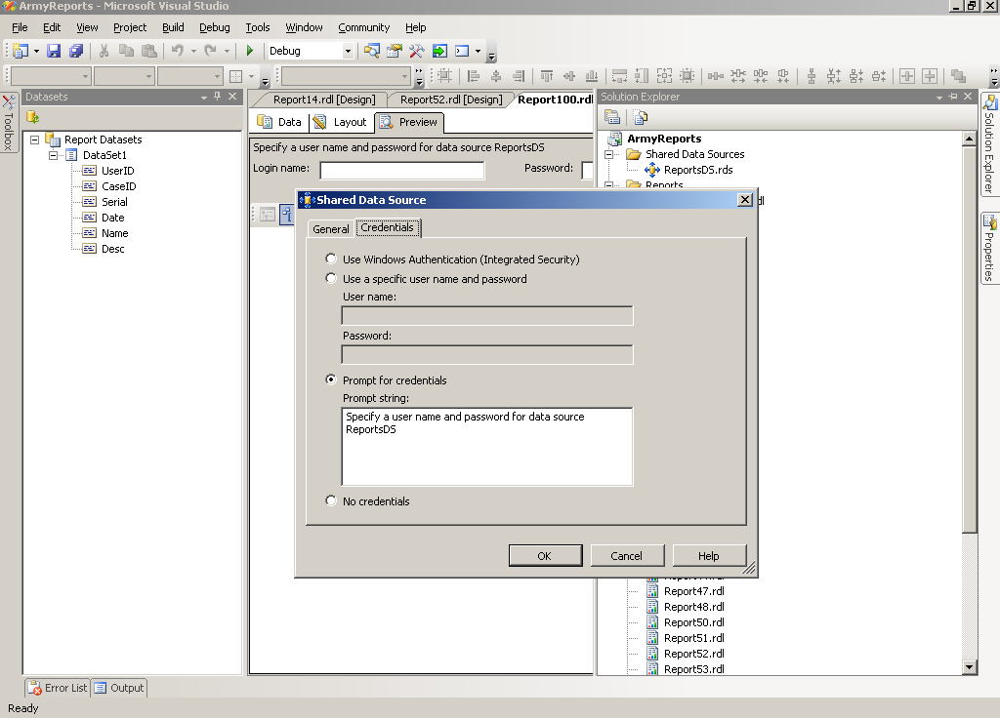 ArmyReports - Microsoft Visual Studio
File Edit View Project Build Debug Tools Window Community Help
Debug
Datasets
Report14.rdl [Design] Report52.rdl [Design] Report100.rdl
Solution Explorer
Toolbox
Data Layout Preview
Report Datasets
DataSet1
UserID
CaseID
Serial
Date
Name
Desc
Specify a user name and password for data source ReportsDS
Login name: Password:
ArmyReports
Shared Data Sources
ReportsDS.rds
Reports
Solution Explorer
Properties
Shared Data Source
General Credentials
Use Windows Authentication (Integrated Security)
Use a specific user name and password
User name:
Password:
Prompt for credentials
Prompt string:
Specify a user name and password for data source
ReportsDS
No credentials
OK Cancel Help
Report47.rdl
Report48.rdl
Report50.rdl
Report51.rdl
Report52.rdl
Report53.rdl
Error List Output
Ready